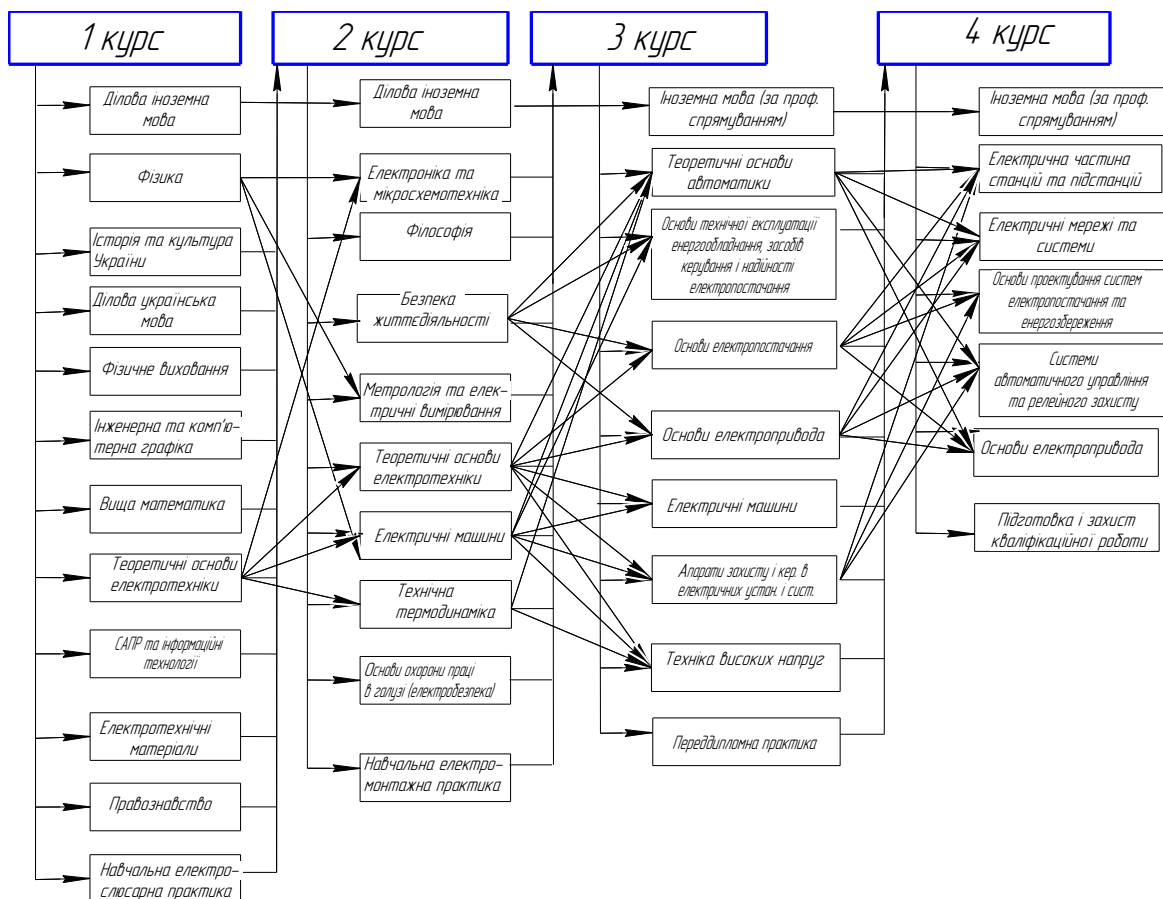 1 курс
Ділова іноземна
мова
Фізика
Історія та культура
України
Ділова українська
мова
Фізичне виховання
Інженерна та комп'ю-
терна графіка
Вища математика
Теоретичні основи
електротехніки
САПР та інформаційні
технології
Електротехнічні
матеріали
Правознавство
Навчальна електро-
слюсарна практика
2 курс
Ділова іноземна
мова
Електроніка та
мікросхемотехніка
Філософія
Безпека
життєдіяльності
Метрологія та елек-
тричні вимірювання
Теоретичні основи
електротехніки
Електричні машини
Технічна
термодинаміка
Основи охорони праці
в галузі (електробезпека)
Навчальна електро-
монтажна практика
3 курс
Іноземна мова (за проф.
спрямуванням)
Теоретичні основи
автоматики
Основи технічної експлуатації
енергообладнання, засобів
керування і надійності
електропостачання
Основи електропостачання
Основи електропривода
Електричні машини
Апарати захисту і кер. в
електричних устан. і сист.
Техніка високих напруг
Переддипломна практика
4 курс
Іноземна мова (за проф.
спрямуванням)
Електрична частина
станцій та підстанцій
Електричні мережі та
системи
Основи проектування систем
електропостачання та
енергозбереження
Системи
автоматичного управління
та релейного захисту
Основи електропривода
Підготовка і захист
кваліфікаційної роботи